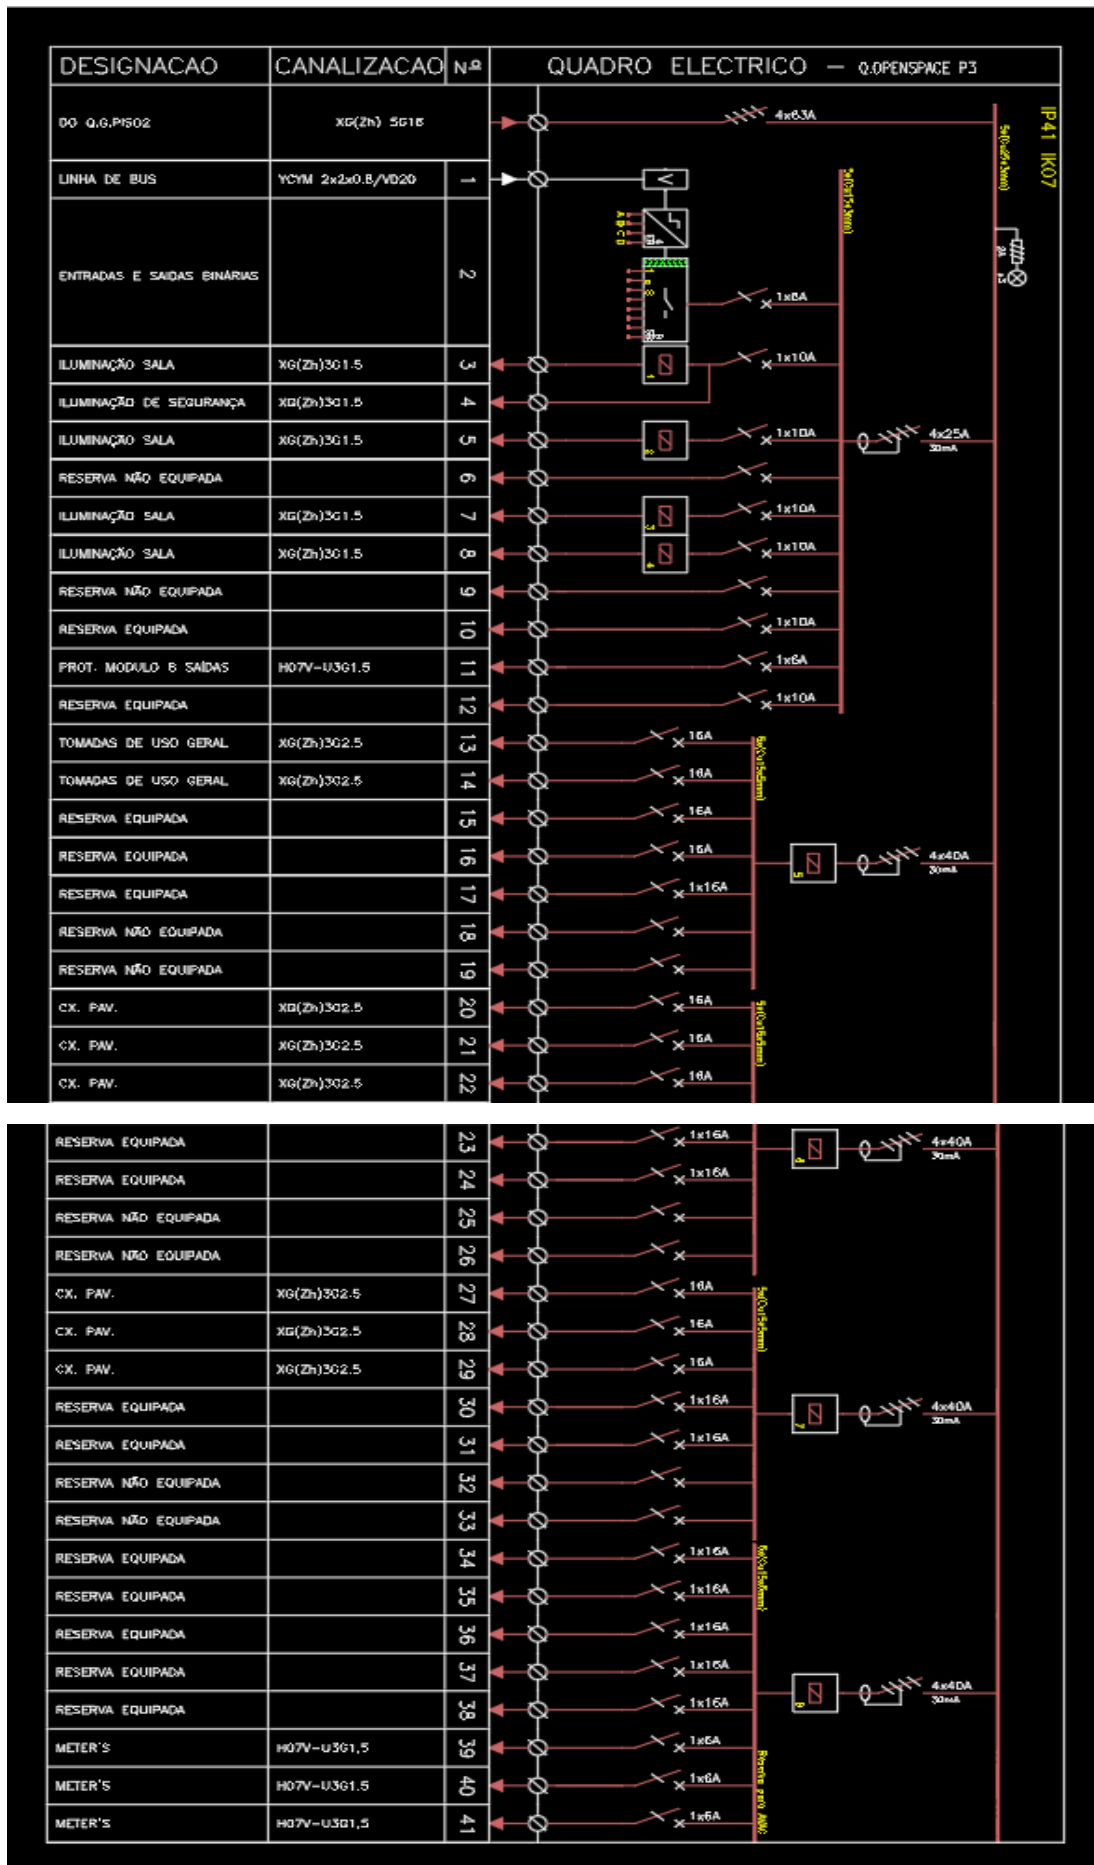 DESIGNACAO CANALIZACAO N.º QUADRO ELECTRICO — Q.OPENSPACE P3
DO Q.G.PISO2 XG(Zh) 5G16 4x63A
IP41 IK07
LINHA DE BUS YCYM 2x2x0.8/VD20 1
ENTRADAS E SAIDAS BINÁRIAS 2
A B C D
1x6A
ILUMINAÇÃO SALA XG(Zh)3G1.5 3 1x10A
ILUMINAÇÃO DE SEGURANÇA XG(Zh)3G1.5 4
ILUMINAÇÃO SALA XG(Zh)3G1.5 5 1x10A
4x25A
30mA
RESERVA NÃO EQUIPADA 6
ILUMINAÇÃO SALA XG(Zh)3G1.5 7 1x10A
ILUMINAÇÃO SALA XG(Zh)3G1.5 8 1x10A
RESERVA NÃO EQUIPADA 9
RESERVA EQUIPADA 10 1x10A
PROT. MODULO 8 SAÍDAS H07V-U3G1.5 11 1x6A
RESERVA EQUIPADA 12 1x10A
TOMADAS DE USO GERAL XG(Zh)3G2.5 13 16A
TOMADAS DE USO GERAL XG(Zh)3G2.5 14 16A
RESERVA EQUIPADA 15 16A
RESERVA EQUIPADA 16 16A 4x40A
30mA
RESERVA EQUIPADA 17 1x16A
RESERVA NÃO EQUIPADA 18
RESERVA NÃO EQUIPADA 19
CX. PAV. XG(Zh)3G2.5 20 16A
CX. PAV. XG(Zh)3G2.5 21 16A
CX. PAV. XG(Zh)3G2.5 22 16A
RESERVA EQUIPADA 23 1x16A 4x40A
30mA
RESERVA EQUIPADA 24 1x16A
RESERVA NÃO EQUIPADA 25
RESERVA NÃO EQUIPADA 26
CX. PAV. XG(Zh)3G2.5 27 16A
CX. PAV. XG(Zh)3G2.5 28 16A
CX. PAV. XG(Zh)3G2.5 29 16A
RESERVA EQUIPADA 30 1x16A 4x40A
30mA
RESERVA EQUIPADA 31 1x16A
RESERVA NÃO EQUIPADA 32
RESERVA NÃO EQUIPADA 33
RESERVA EQUIPADA 34 1x16A
RESERVA EQUIPADA 35 1x16A
RESERVA EQUIPADA 36 1x16A
RESERVA EQUIPADA 37 1x16A 4x40A
30mA
RESERVA EQUIPADA 38 1x16A
METER'S H07V-U3G1,5 39 1x6A
METER'S H07V-U3G1.5 40 1x6A
METER'S H07V-U3G1,5 41 1x6A